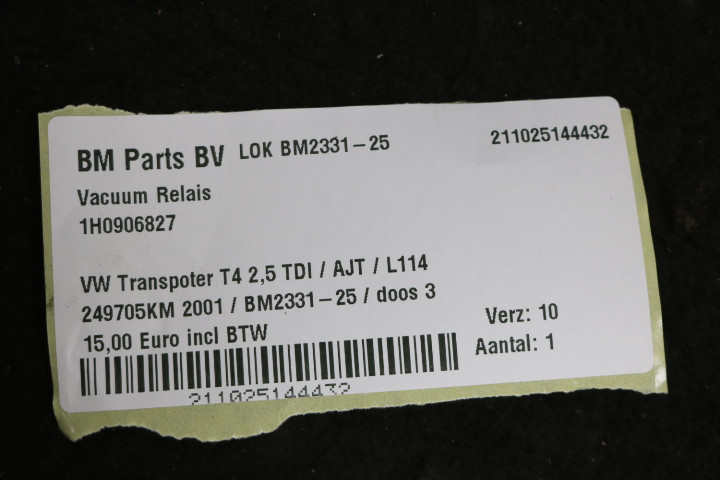 BM Parts BV LOK BM2331-25 211025144432
Vacuum Relais
1H0906827
VW Transpoter T4 2,5 TDI / AJT / L114
249705KM 2001 / BM2331-25 / doos 3
15,00 Euro incl BTW Verz: 10
Aantal: 1
211025144432